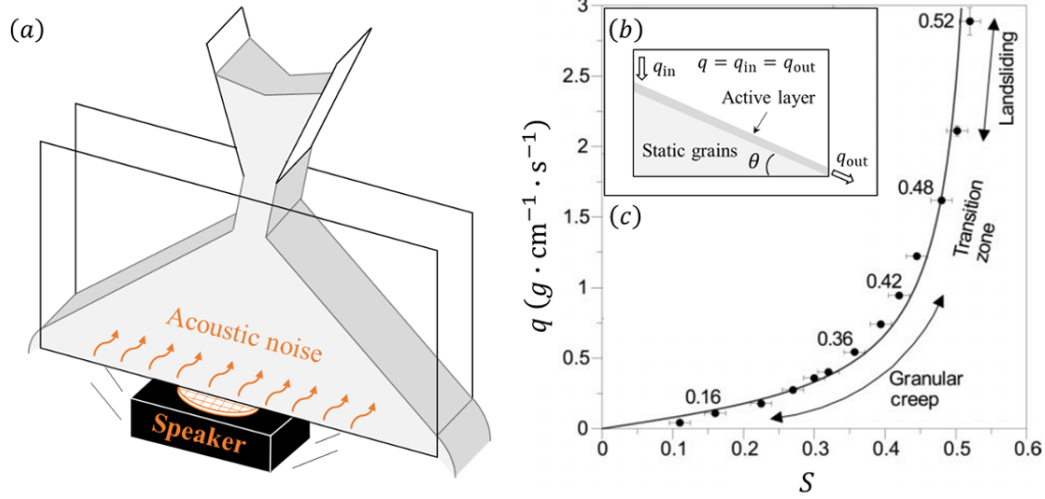 (a)
Acoustic noise
Speaker
(b)
q_in
q = q_in = q_out
Active layer
Static grains
θ
q_out
(c)
q (g · cm⁻¹ · s⁻¹)
3
2.5
2
1.5
1
0.5
0
0
0.1
0.2
0.3
0.4
0.5
0.6
S
0.52
0.48
0.42
0.36
0.16
Landsliding
Transition
zone
Granular
creep